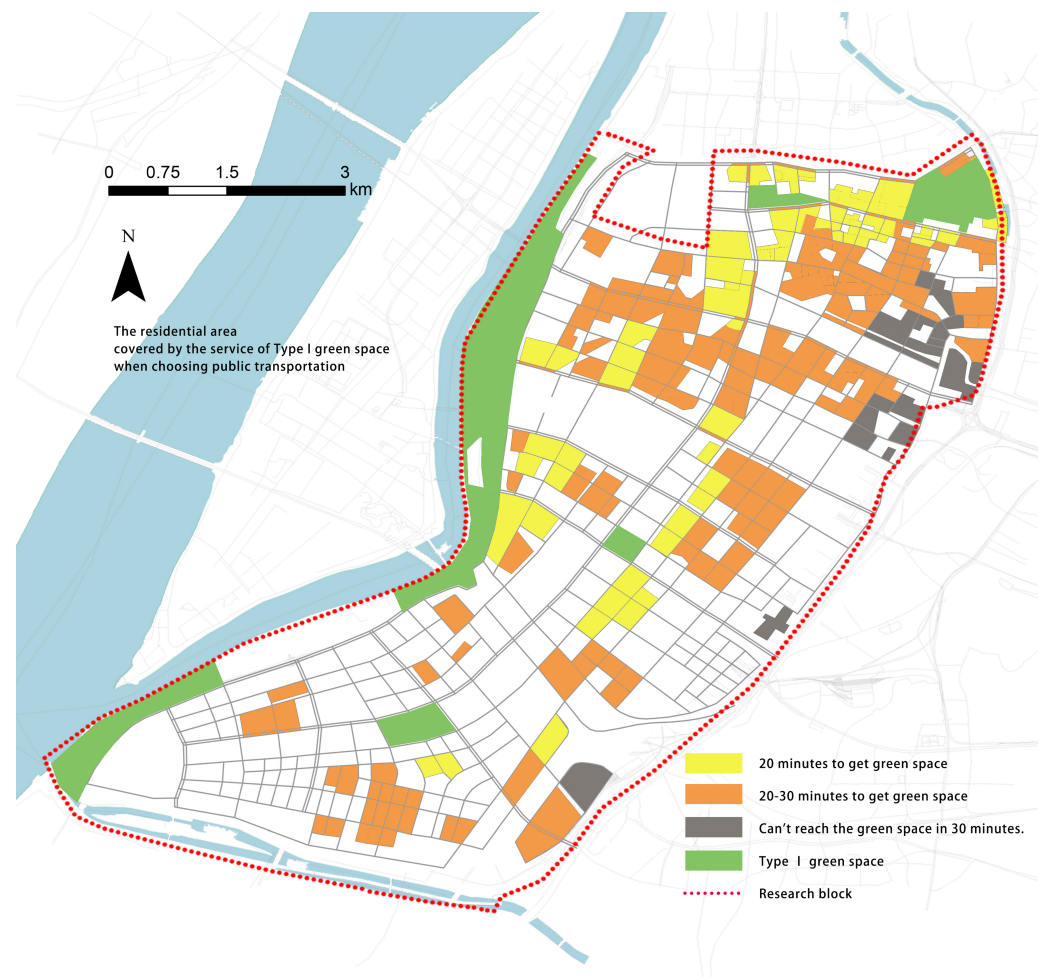 0 0.75 1.5 3
km
N
The residential area
covered by the service of Type I green space
when choosing public transportation
20 minutes to get green space
20-30 minutes to get green space
Can't reach the green space in 30 minutes.
Type I green space
Research block